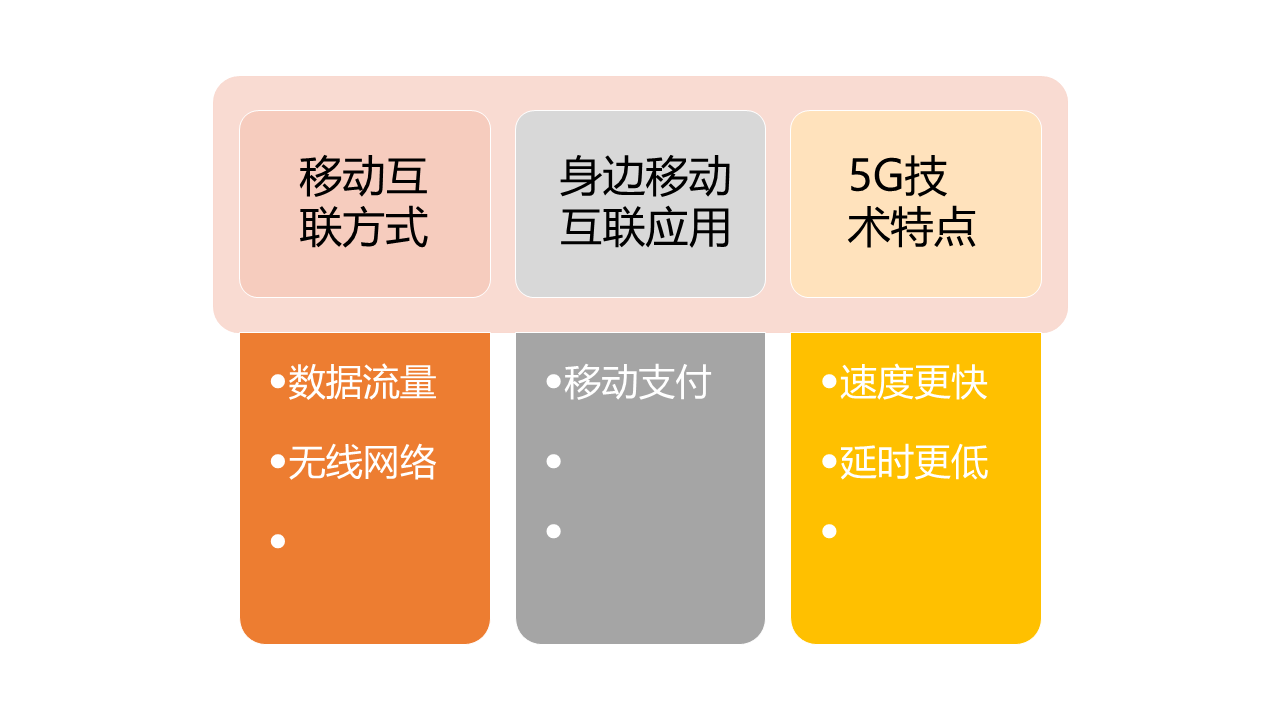 移动互
联方式
身边移动
互联应用
5G技
术特点
•数据流量
•无线网络
•
•移动支付
•
•
•速度更快
•延时更低
•